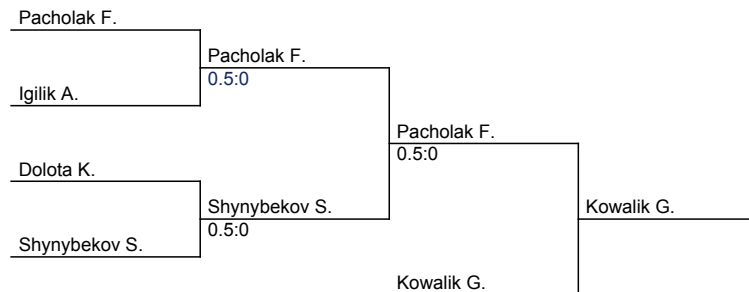 Pacholak F.
Pacholak F.
0.5:0
Igilik A.
Pacholak F.
0.5:0
Dolota K.
Shynybekov S.
0.5:0
Kowalik G.
Shynybekov S.
Kowalik G.